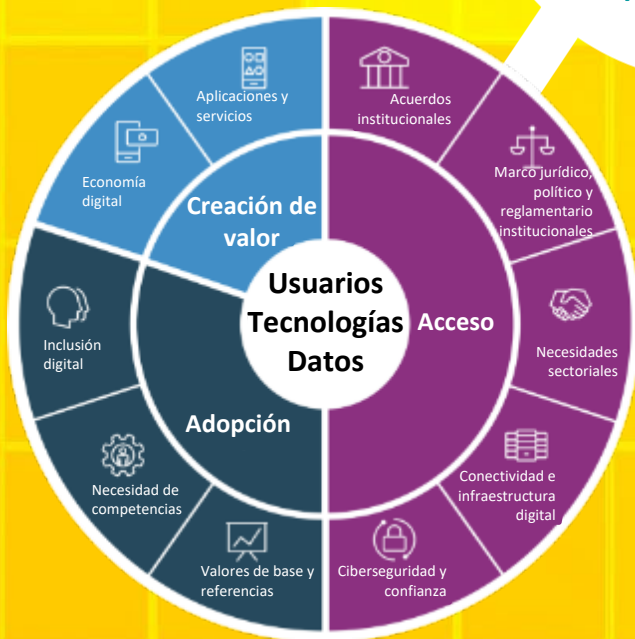 Aplicaciones y
servicios
Economía
digital
Creación de
valor
Acuerdos
institucionales
Marco jurídico,
político y
reglamentario
institucionales
Necesidades
sectoriales
Conectividad e
infraestructura
digital
Ciberseguridad y
confianza
Acceso
Usuarios
Tecnologías
Datos
Inclusión
digital
Adopción
Necesidad de
competencias
Valores de base y
referencias